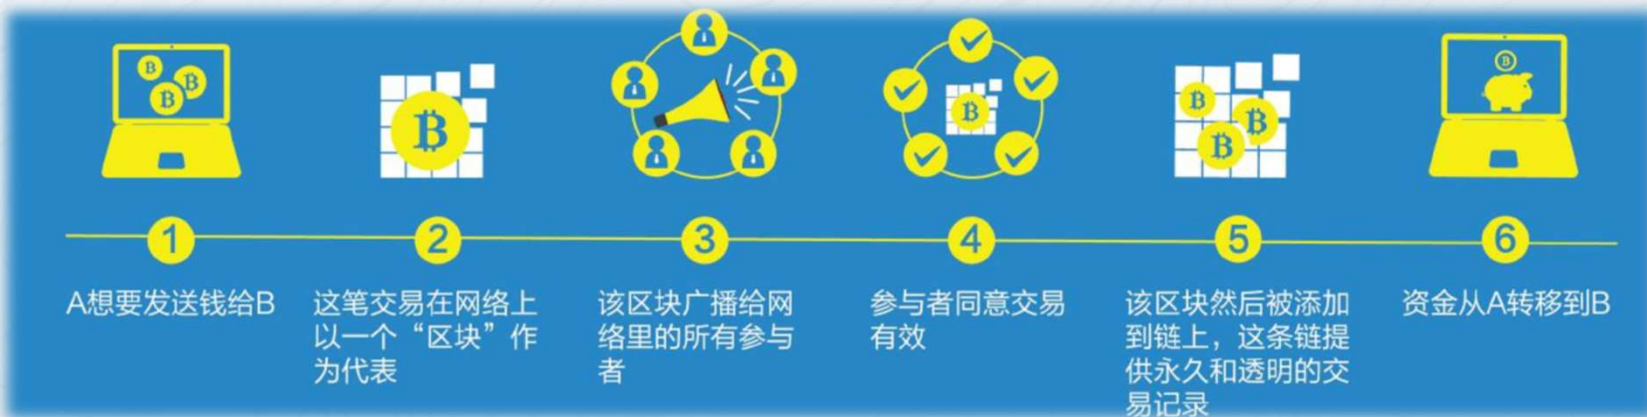 1
2
3
4
5
6
A想要发送钱给B
这笔交易在网络上
以一个“区块”作
为代表
该区块广播给网
络里的所有参与
者
参与者同意交易
有效
该区块然后被添加
到链上，这条链提
供永久和透明的交
易记录
资金从A转移到B